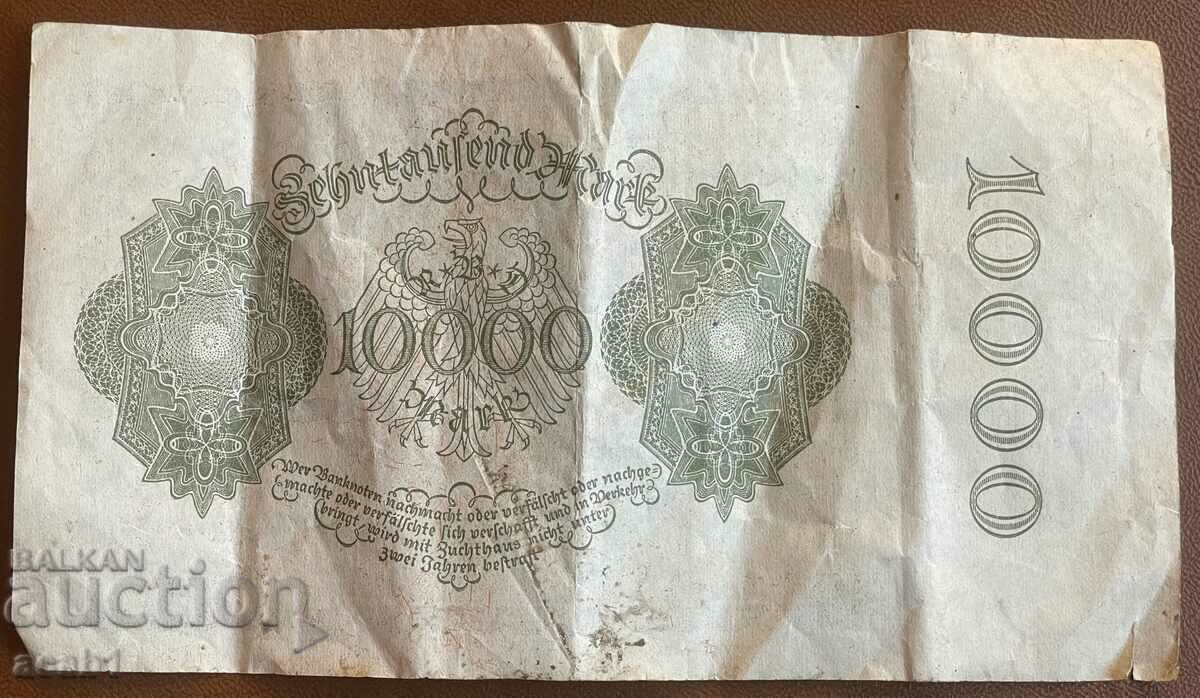 Zehntausend Mark
R * B * D
10000
Mark
Wer Banknoten nachmacht oder verfälscht oder nachge-
machte oder verfälschte sich verschafft und in Verkehr
bringt, wird mit Zuchthaus nicht unter
zwei Jahren bestraft
10000
BALKAN
auction
acab1